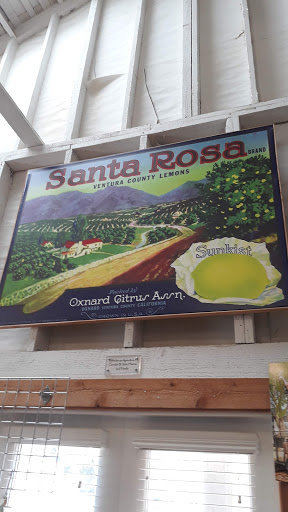 Santa Rosa
BRAND
VENTURA COUNTY LEMONS
Sunkist
Packed by
Oxnard Citrus Assn.
OXNARD, VENTURA COUNTY, CALIFORNIA